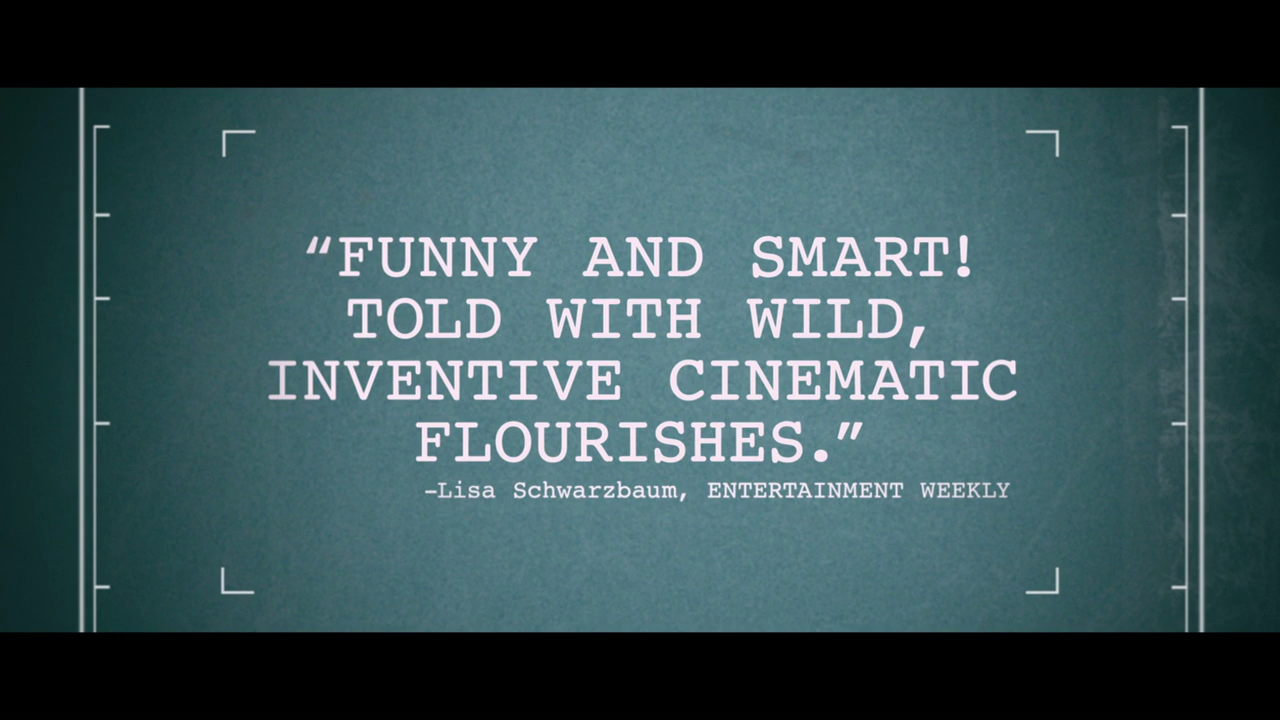 “FUNNY AND SMART!
TOLD WITH WILD,
INVENTIVE CINEMATIC
FLOURISHES.”
–Lisa Schwarzbaum, ENTERTAINMENT WEEKLY